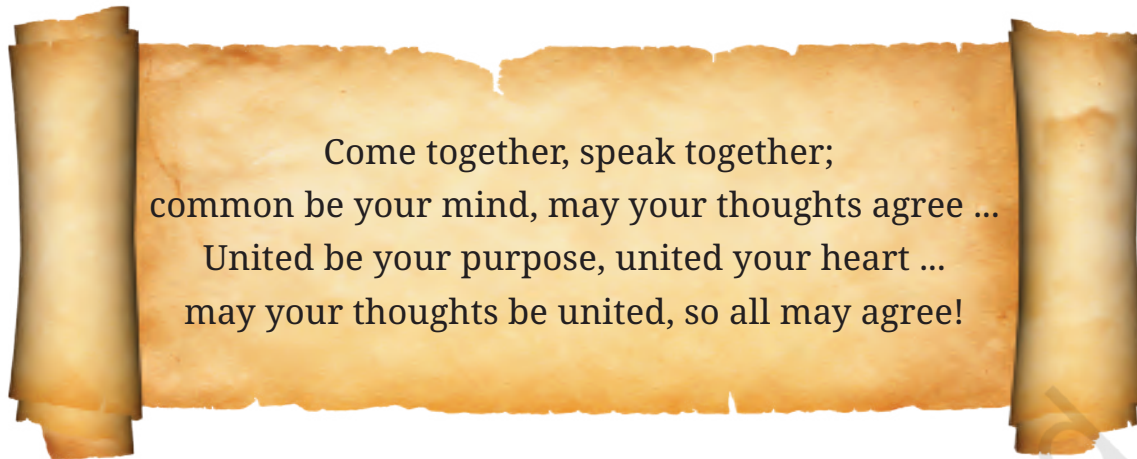 Come together, speak together;
common be your mind, may your thoughts agree ...
United be your purpose, united your heart ...
may your thoughts be united, so all may agree!